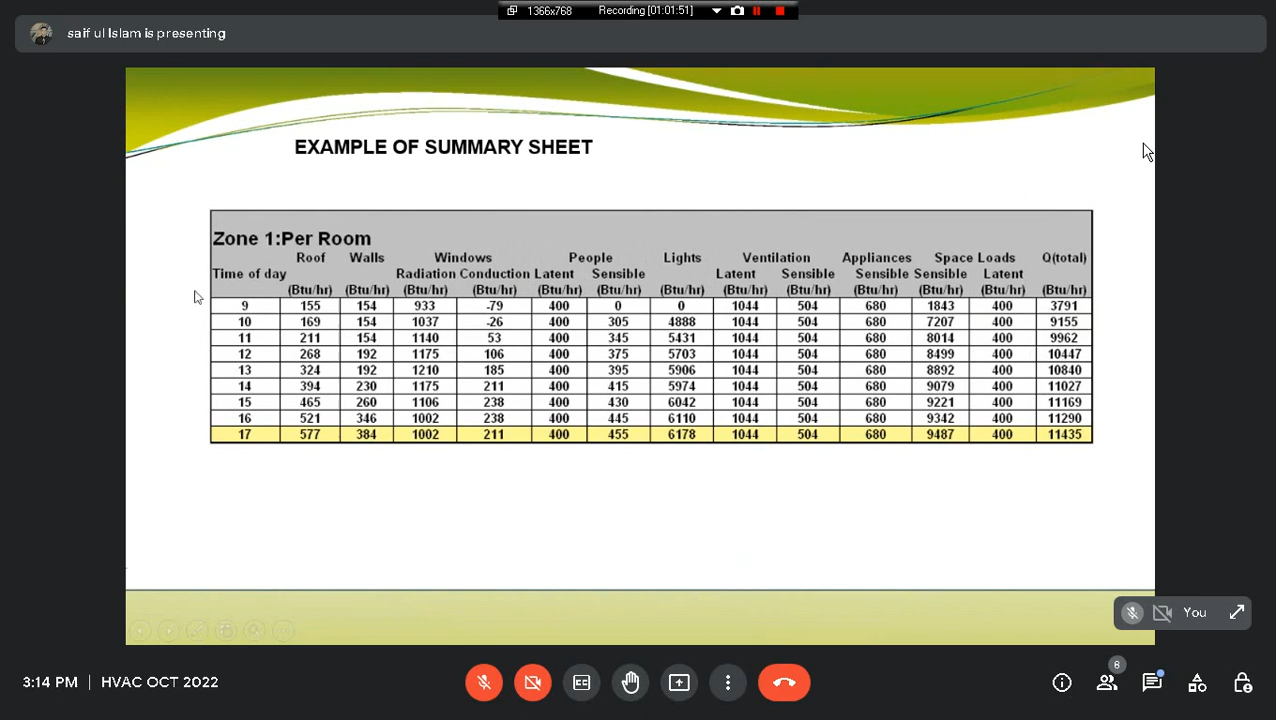 1366x768 Recording [01:01:51]
saif ul Islam is presenting
EXAMPLE OF SUMMARY SHEET
Zone 1:Per Room
Roof Walls Windows People Lights Ventilation Appliances Space Loads Q(total)
Time of day Radiation Conduction Latent Sensible Latent Sensible Sensible Sensible Latent
(Btu/hr) (Btu/hr) (Btu/hr) (Btu/hr) (Btu/hr) (Btu/hr) (Btu/hr) (Btu/hr) (Btu/hr) (Btu/hr) (Btu/hr) (Btu/hr) (Btu/hr)
9 155 154 933 -79 400 0 0 1044 504 680 1843 400 3791
10 169 154 1037 -26 400 305 4888 1044 504 680 7207 400 9155
11 211 154 1140 53 400 345 5431 1044 504 680 8014 400 9962
12 268 192 1175 106 400 375 5703 1044 504 680 8499 400 10447
13 324 192 1210 185 400 395 5906 1044 504 680 8892 400 10840
14 394 230 1175 211 400 415 5974 1044 504 680 9079 400 11027
15 465 260 1106 238 400 430 6042 1044 504 680 9221 400 11169
16 521 346 1002 238 400 445 6110 1044 504 680 9342 400 11290
17 577 384 1002 211 400 455 6178 1044 504 680 9487 400 11435
You
3:14 PM | HVAC OCT 2022
8